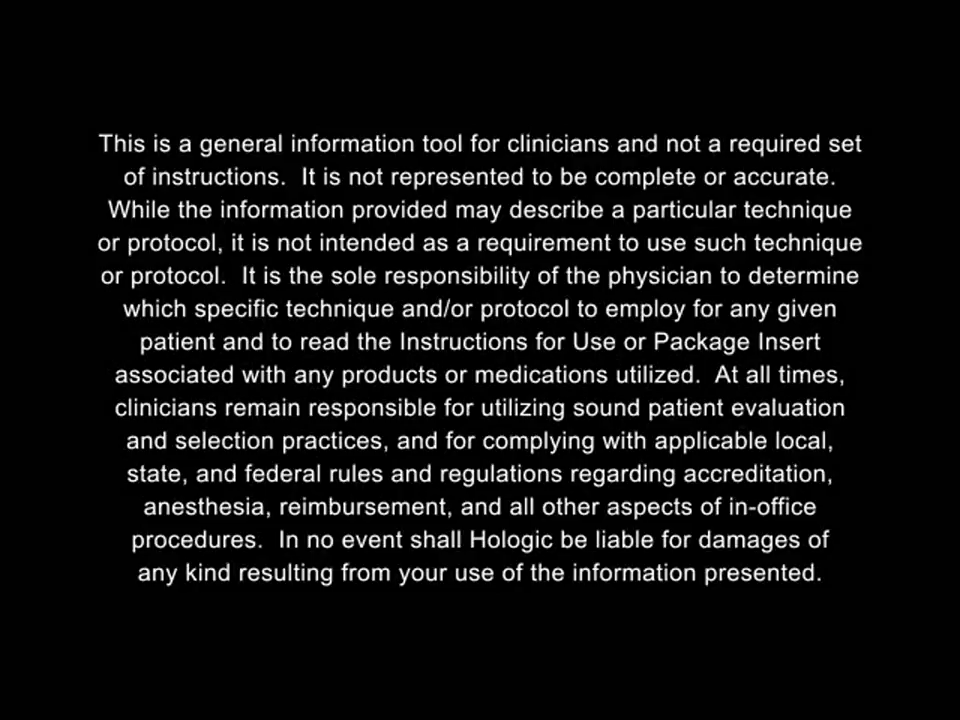 This is a general information tool for clinicians and not a required set
of instructions.  It is not represented to be complete or accurate.
While the information provided may describe a particular technique
or protocol, it is not intended as a requirement to use such technique
or protocol.  It is the sole responsibility of the physician to determine
which specific technique and/or protocol to employ for any given
patient and to read the Instructions for Use or Package Insert
associated with any products or medications utilized.  At all times,
clinicians remain responsible for utilizing sound patient evaluation
and selection practices, and for complying with applicable local,
state, and federal rules and regulations regarding accreditation,
anesthesia, reimbursement, and all other aspects of in-office
procedures.  In no event shall Hologic be liable for damages of
any kind resulting from your use of the information presented.